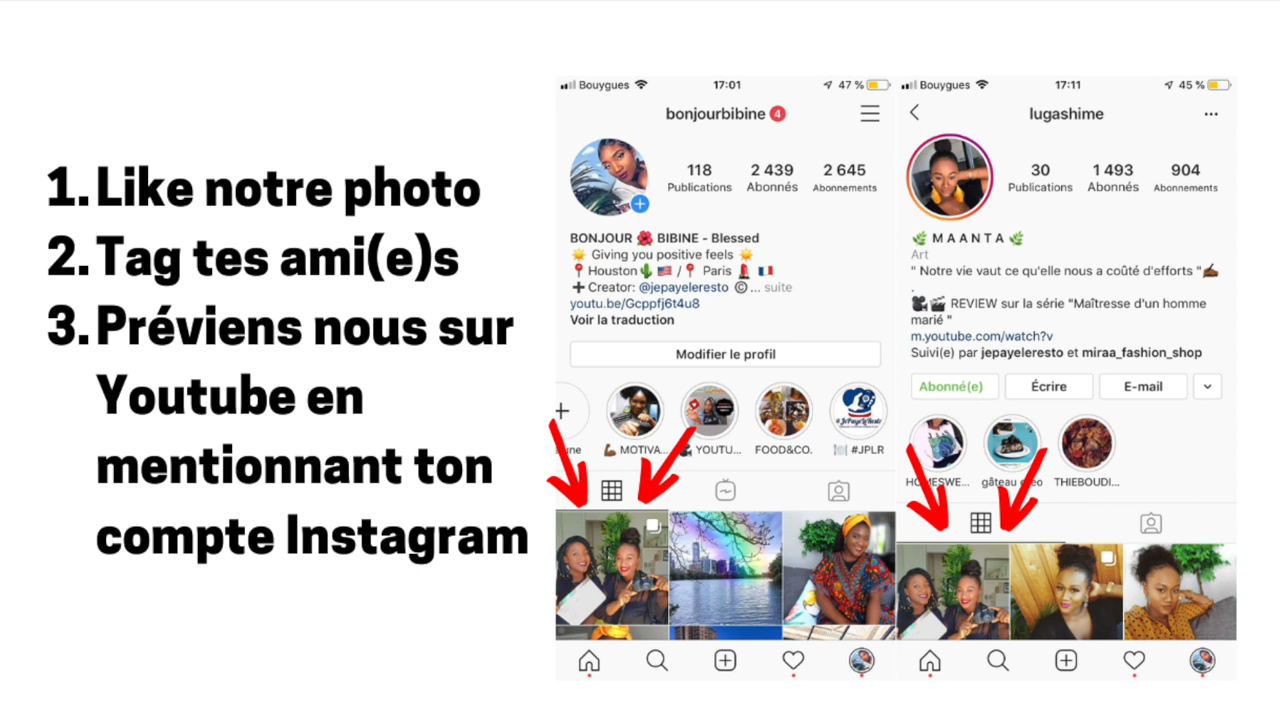 1. Like notre photo
2. Tag tes ami(e)s
3. Préviens nous sur
Youtube en
mentionnant ton
compte Instagram
Bouygues 17:01 47 %
bonjourbibine 4
118 2 439 2 645
Publications Abonnés Abonnements
BONJOUR 🌺 BIBINE - Blessed
☀️ Giving you positive feels ☀️
📍Houston🌵 🇺🇸 /📍 Paris 💄 🇫🇷
➕Creator: @jepayeleresto ©... suite
youtu.be/Gcppfj6t4u8
Voir la traduction
Modifier le profil
#JePayeLeResto
💪🏾 MOTIVA... 🎥 YOUTU... FOOD&CO. 🍽 #JPLR
Bouygues 17:11 45 %
lugashime
30 1 493 904
Publications Abonnés Abonnements
🌿 M A A N T A 🌿
Art
" Notre vie vaut ce qu'elle nous a coûté d'efforts "✍🏾
.
🎥🎬 REVIEW sur la série "Maîtresse d'un homme
marié "
m.youtube.com/watch?v
Suivi(e) par jepayeleresto et miraa_fashion_shop
Abonné(e) Écrire E-mail
THIEBOUDI...